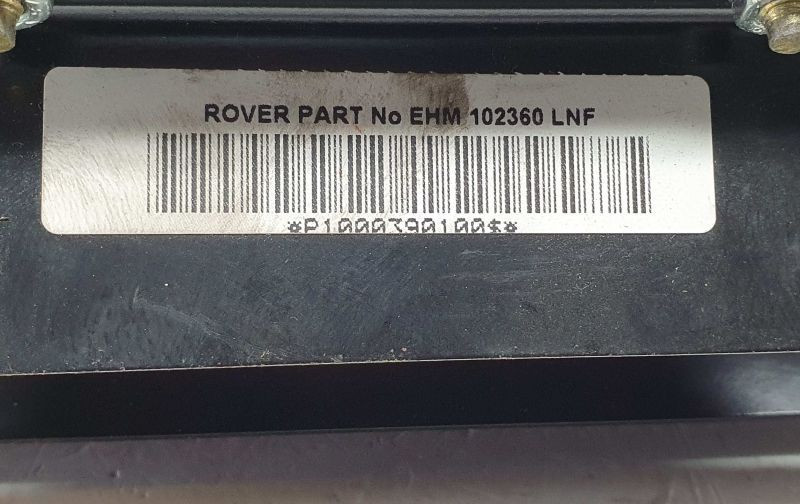 ROVER PART No EHM 102360 LNF
*P1000390100$*